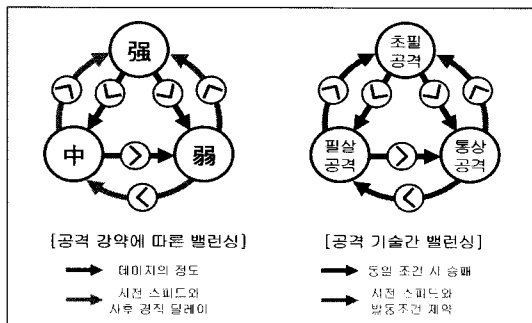 强
中
弱
[공격 강약에 따른 밸런싱]
데이지의 정도
시전 스피드와
사후 경직 딜레이
초필
공격
필살
공격
통상
공격
[공격 기술간 밸런싱]
동일 조건 시 승패
시전 스피드와
발동조건 제약